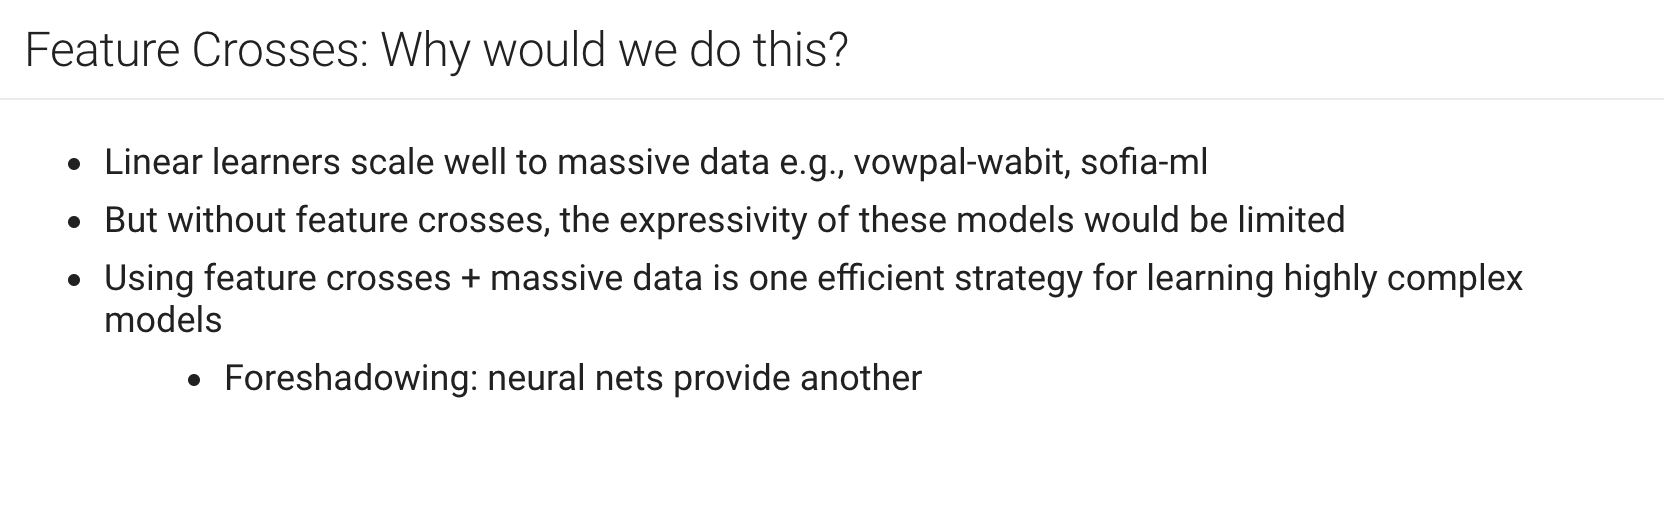 Feature Crosses: Why would we do this?
• Linear learners scale well to massive data e.g., vowpal-wabit, sofia-ml
• But without feature crosses, the expressivity of these models would be limited
• Using feature crosses + massive data is one efficient strategy for learning highly complex
models
• Foreshadowing: neural nets provide another